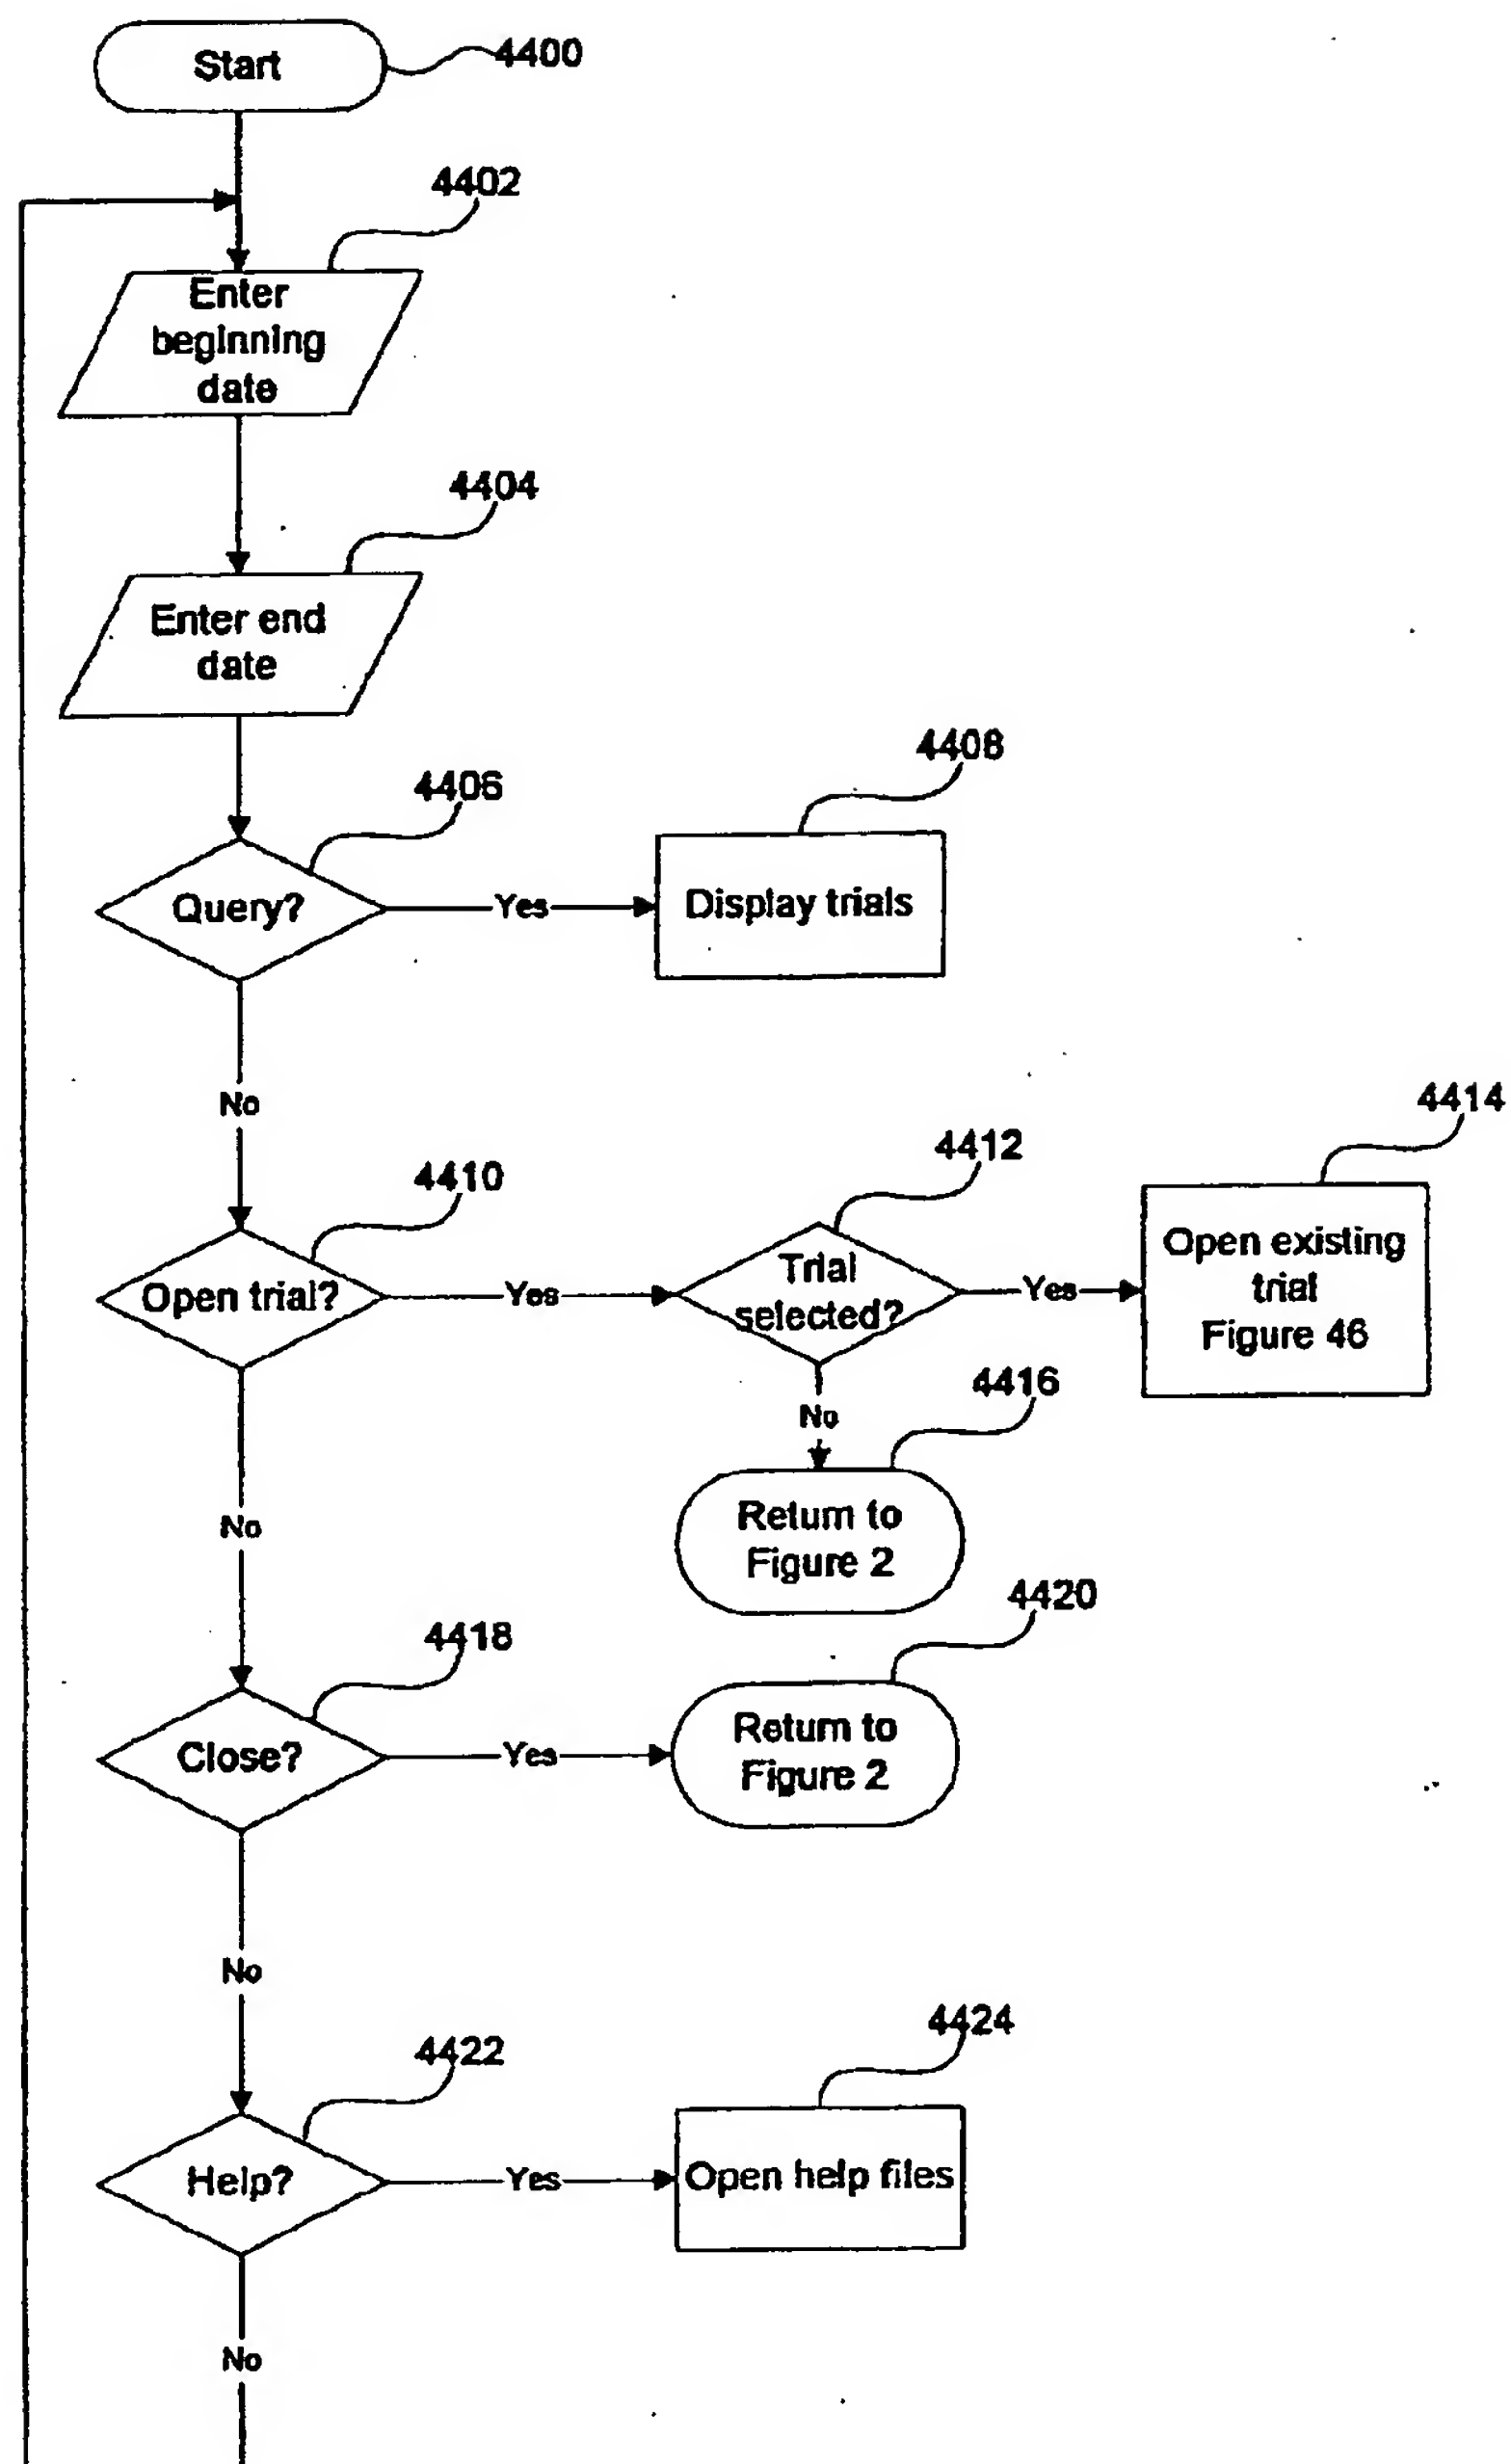 Start
4400
4402
Enter
beginning
date
4404
Enter end
date
4406
Query?
Yes
4408
Display trials
No
4410
Open trial?
Yes
4412
Trial
selected?
Yes
4414
Open existing
trial
Figure 46
No
4416
Return to
Figure 2
No
4418
Close?
Yes
4420
Return to
Figure 2
No
4422
Help?
Yes
4424
Open help files
No